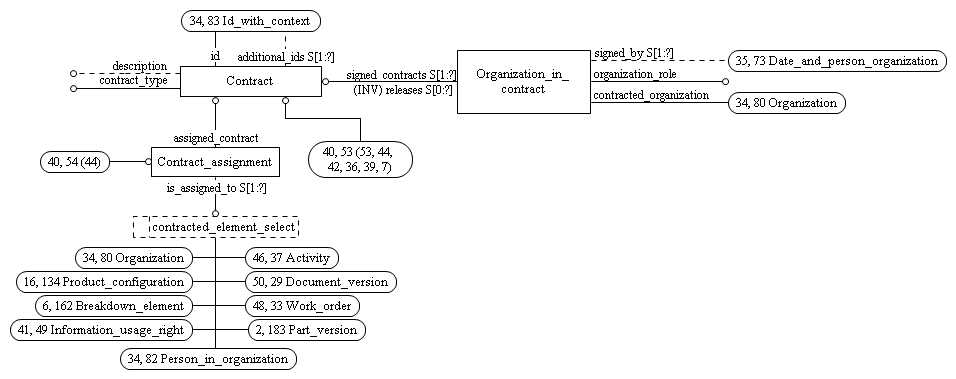 34, 83 Id_with_context
id
additional_ids S[1:?]
description
contract_type
Contract
signed_contracts S[1:?]
(INV) releases S[0:?]
Organization_in_
contract
signed_by S[1:?]
35, 73 Date_and_person_organization
organization_role
contracted_organization
34, 80 Organization
assigned_contract
40, 54 (44)
Contract_assignment
40, 53 (53, 44,
42, 36, 39, 7)
is_assigned_to S[1:?]
contracted_element_select
34, 80 Organization
46, 37 Activity
16, 134 Product_configuration
50, 29 Document_version
6, 162 Breakdown_element
48, 33 Work_order
41, 49 Information_usage_right
2, 183 Part_version
34, 82 Person_in_organization